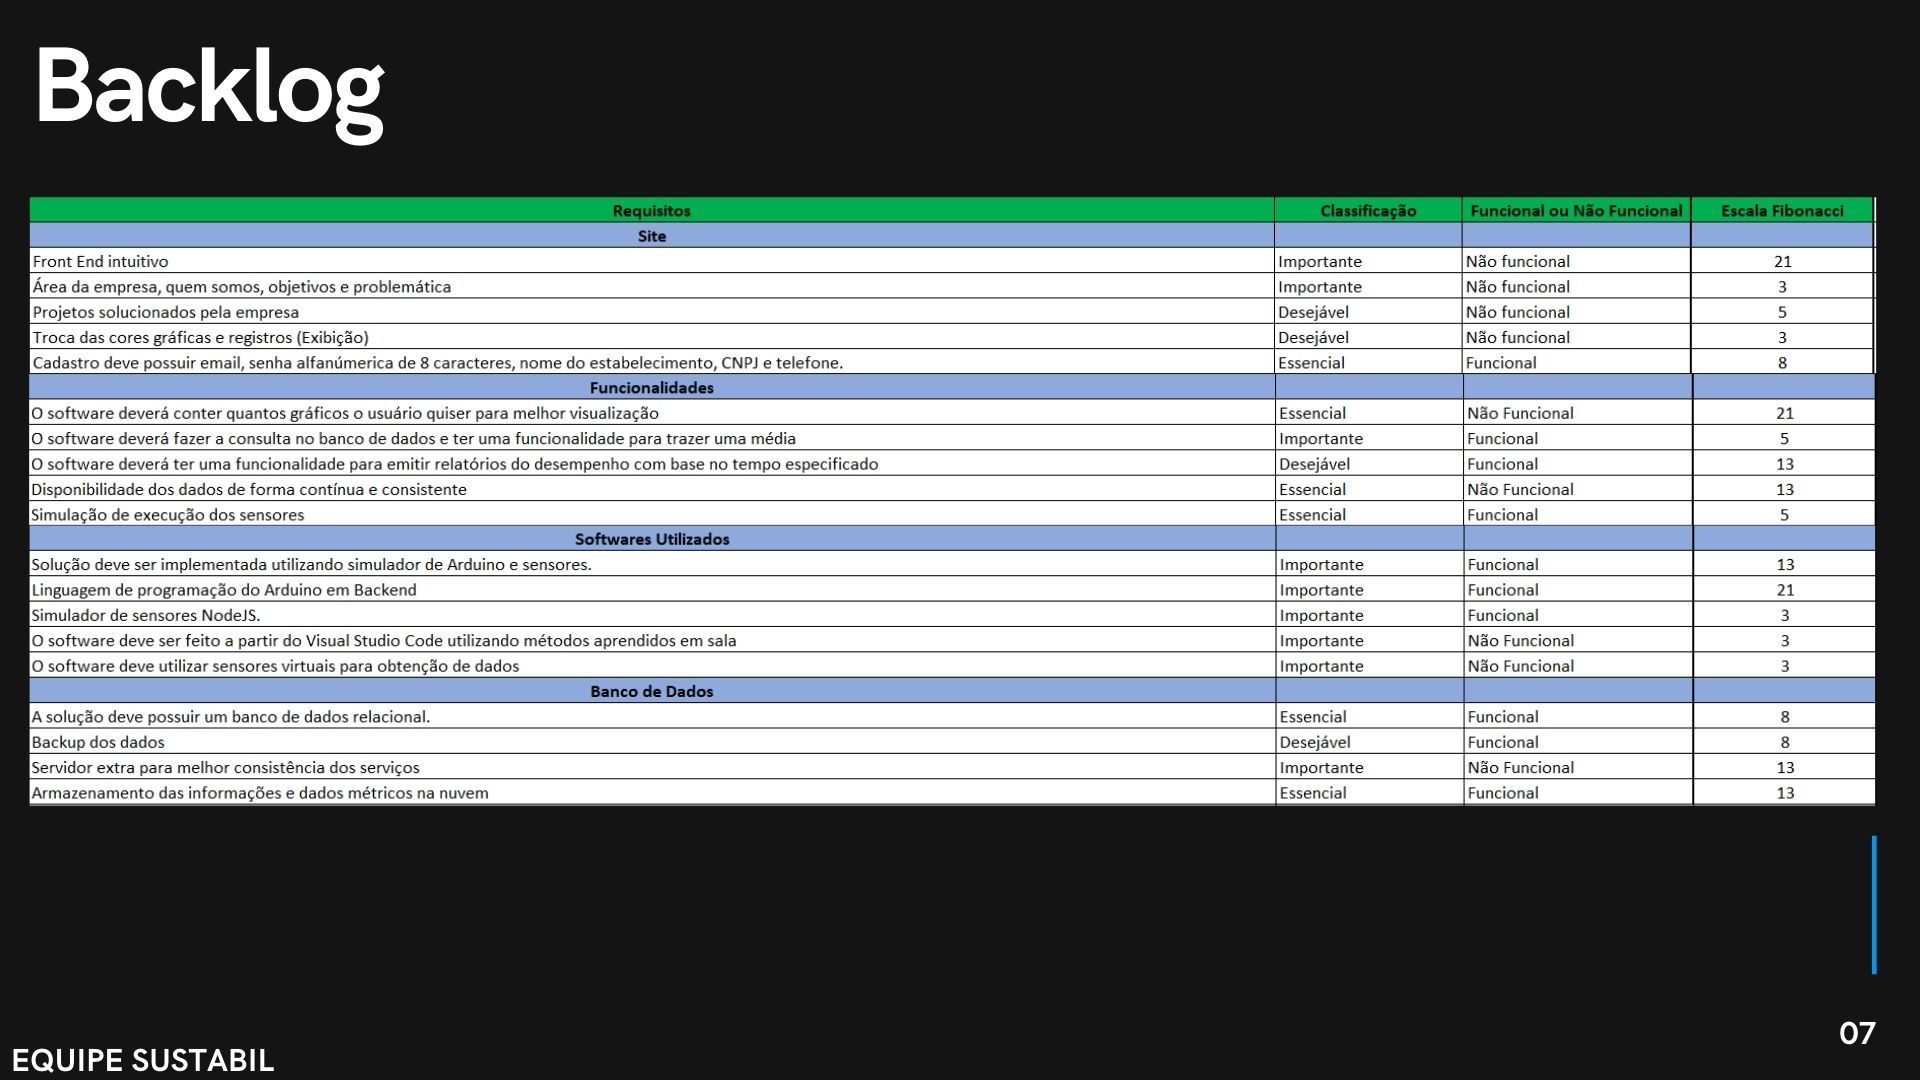 Backlog
Requisitos Classificação Funcional ou Não Funcional Escala Fibonacci
Site
Front End intuitivo Importante Não funcional 21
Área da empresa, quem somos, objetivos e problemática Importante Não funcional 3
Projetos solucionados pela empresa Desejável Não funcional 5
Troca das cores gráficas e registros (Exibição) Desejável Não funcional 3
Cadastro deve possuir email, senha alfanúmerica de 8 caracteres, nome do estabelecimento, CNPJ e telefone. Essencial Funcional 8
Funcionalidades
O software deverá conter quantos gráficos o usuário quiser para melhor visualização Essencial Não Funcional 21
O software deverá fazer a consulta no banco de dados e ter uma funcionalidade para trazer uma média Importante Funcional 5
O software deverá ter uma funcionalidade para emitir relatórios do desempenho com base no tempo especificado Desejável Funcional 13
Disponibilidade dos dados de forma contínua e consistente Essencial Não Funcional 13
Simulação de execução dos sensores Essencial Funcional 5
Softwares Utilizados
Solução deve ser implementada utilizando simulador de Arduino e sensores. Importante Funcional 13
Linguagem de programação do Arduino em Backend Importante Funcional 21
Simulador de sensores NodeJS. Importante Funcional 3
O software deve ser feito a partir do Visual Studio Code utilizando métodos aprendidos em sala Importante Não Funcional 3
O software deve utilizar sensores virtuais para obtenção de dados Importante Não Funcional 3
Banco de Dados
A solução deve possuir um banco de dados relacional. Essencial Funcional 8
Backup dos dados Desejável Funcional 8
Servidor extra para melhor consistência dos serviços Importante Não Funcional 13
Armazenamento das informações e dados métricos na nuvem Essencial Funcional 13
07
EQUIPE SUSTABIL